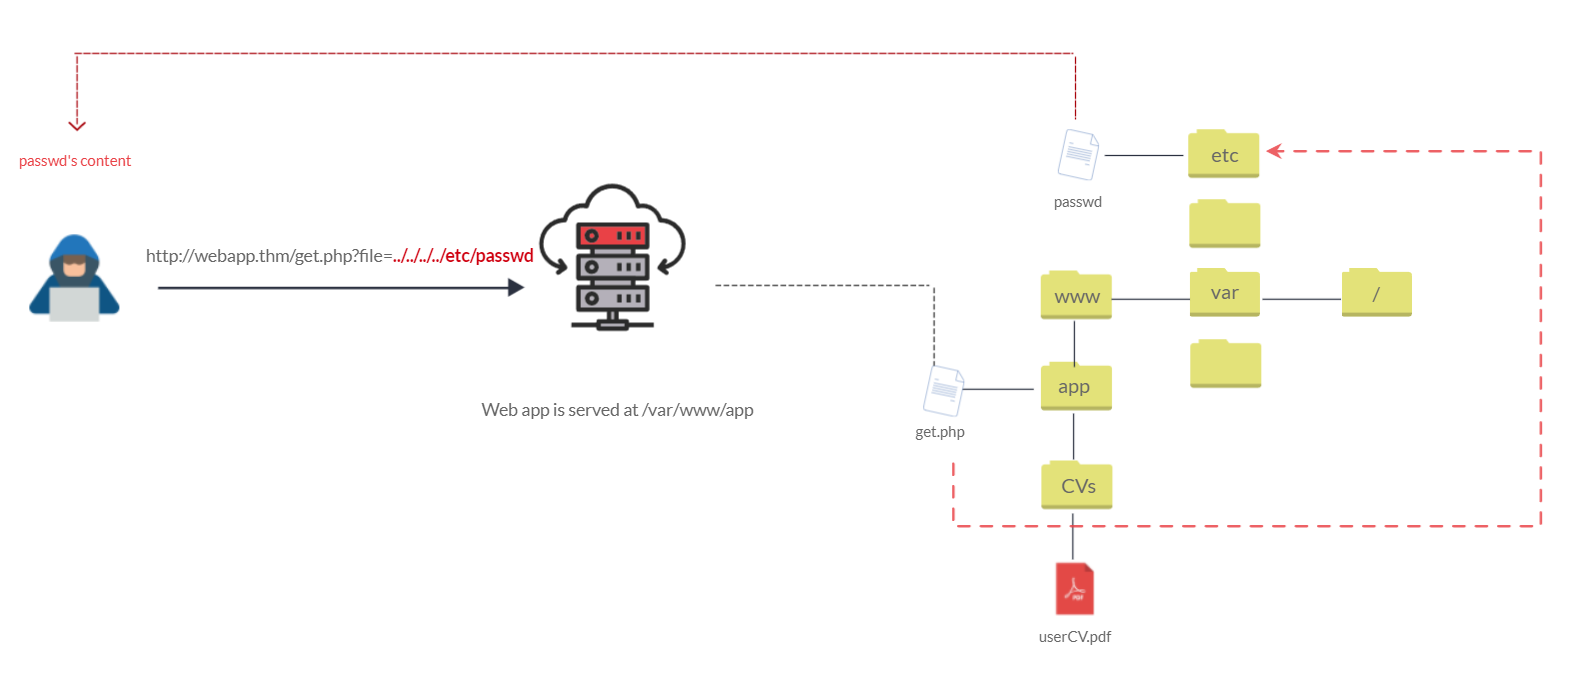 passwd's content
etc
passwd
http://webapp.thm/get.php?file=../../../../etc/passwd
www
var
/
app
Web app is served at /var/www/app
get.php
CVs
userCV.pdf